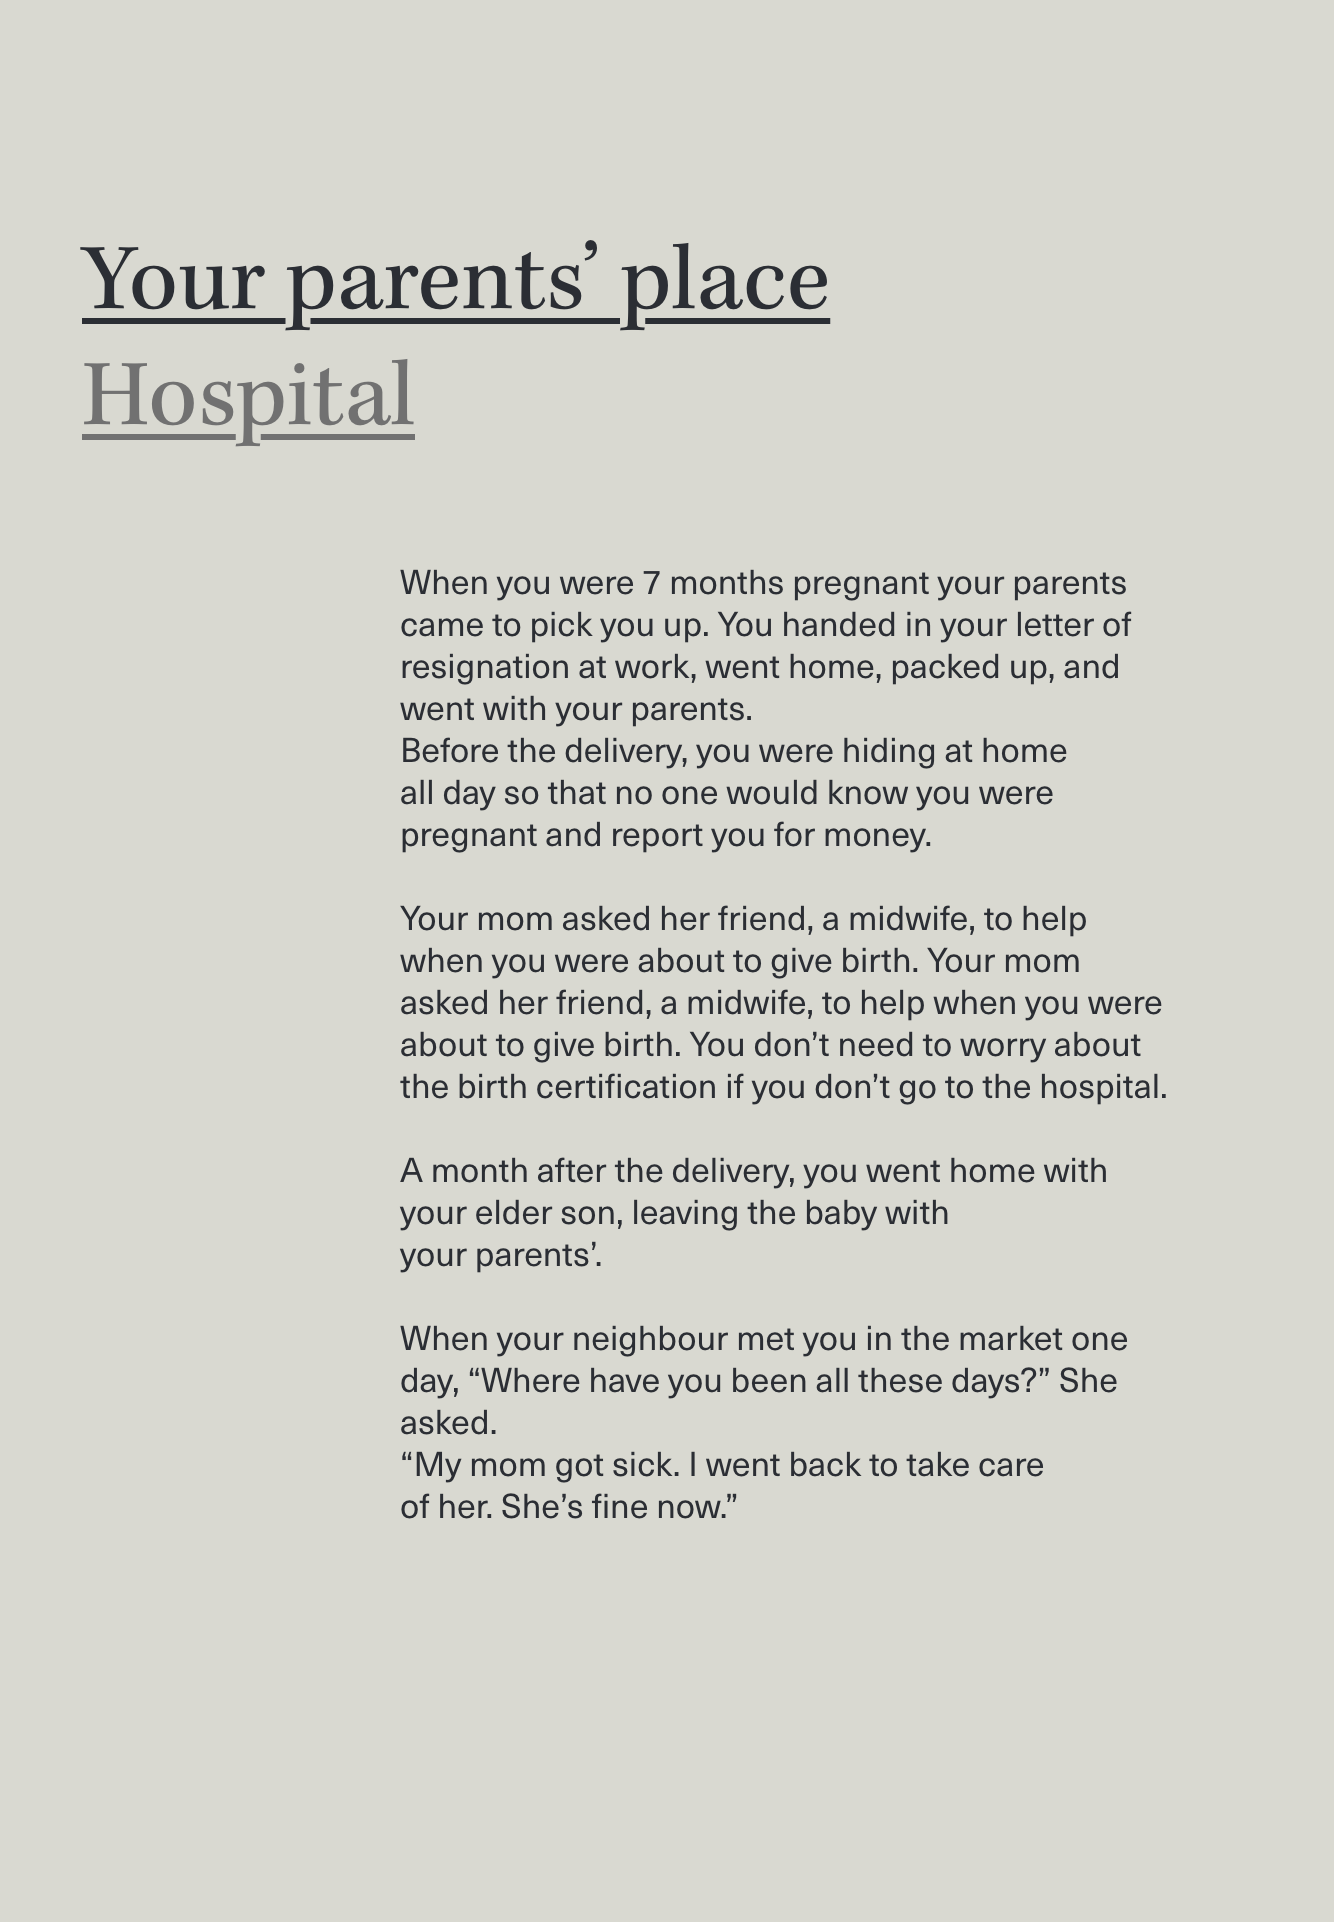 Your parents’ place
Hospital
When you were 7 months pregnant your parents
came to pick you up. You handed in your letter of
resignation at work, went home, packed up, and
went with your parents.
Before the delivery, you were hiding at home
all day so that no one would know you were
pregnant and report you for money.
Your mom asked her friend, a midwife, to help
when you were about to give birth. Your mom
asked her friend, a midwife, to help when you were
about to give birth. You don’t need to worry about
the birth certification if you don’t go to the hospital.
A month after the delivery, you went home with
your elder son, leaving the baby with
your parents’.
When your neighbour met you in the market one
day, “Where have you been all these days?” She
asked.
“My mom got sick. I went back to take care
of her. She’s fine now.”